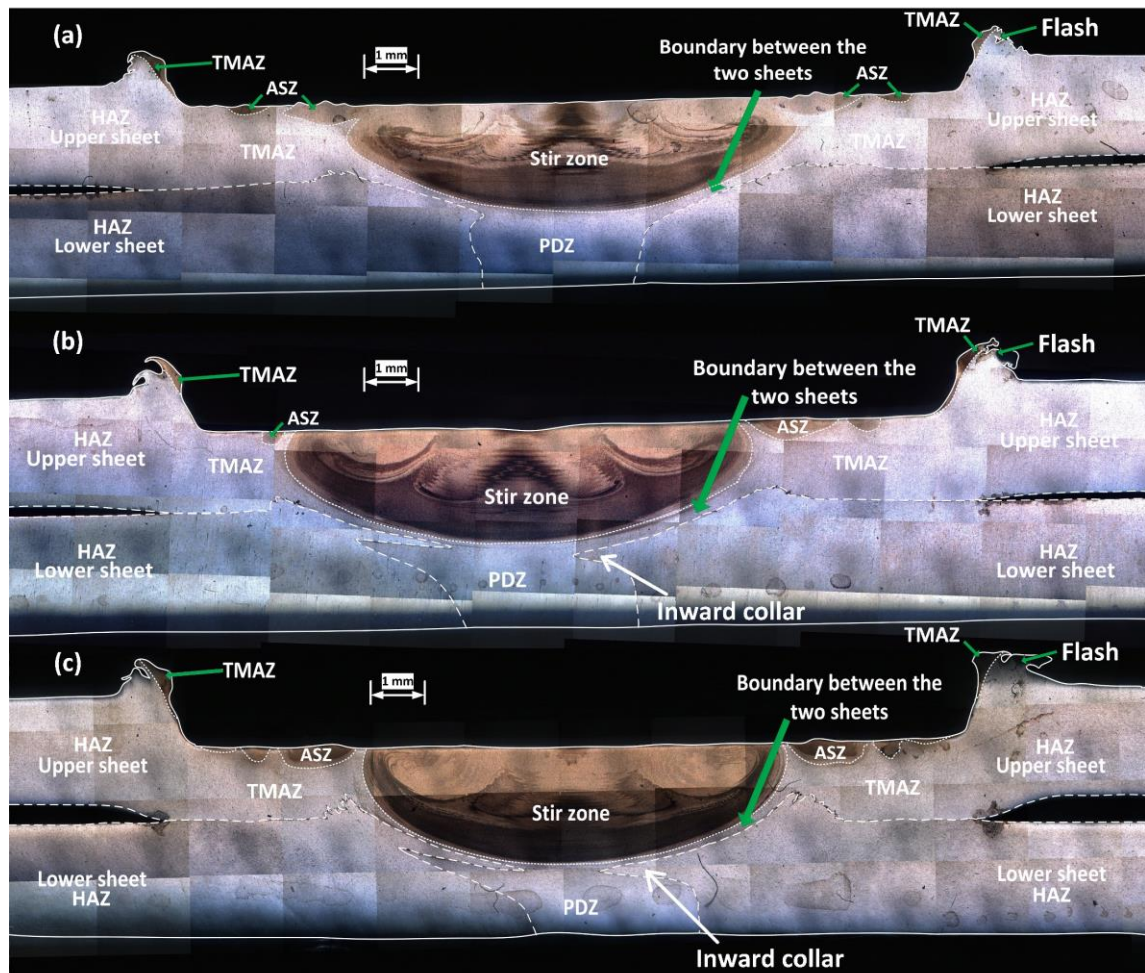 (a)
TMAZ
Flash
TMAZ
1 mm
Boundary between the
two sheets
ASZ
ASZ
HAZ
Upper sheet
HAZ
Upper sheet
TMAZ
Stir zone
TMAZ
HAZ
Lower sheet
PDZ
HAZ
Lower sheet
(b)
TMAZ
Flash
TMAZ
1 mm
Boundary between the
two sheets
ASZ
ASZ
HAZ
Upper sheet
HAZ
Upper sheet
TMAZ
Stir zone
TMAZ
HAZ
Lower sheet
PDZ
HAZ
Lower sheet
Inward collar
(c)
TMAZ
Flash
TMAZ
1 mm
Boundary between the
two sheets
ASZ
ASZ
HAZ
Upper sheet
HAZ
Upper sheet
TMAZ
Stir zone
TMAZ
Lower sheet
HAZ
PDZ
Lower sheet
HAZ
Inward collar